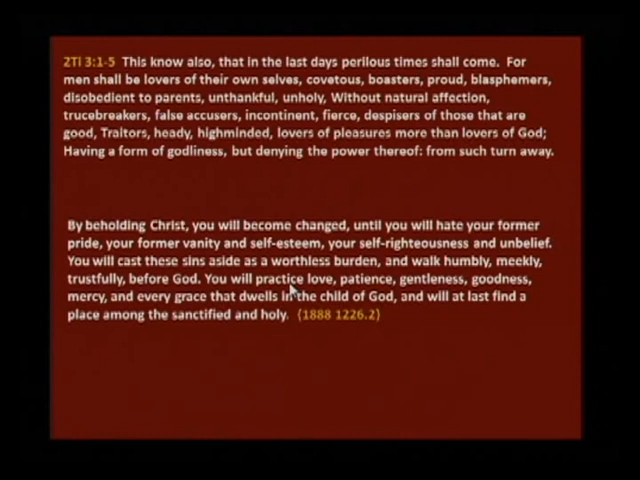 2Ti 3:1-5 This know also, that in the last days perilous times shall come. For
men shall be lovers of their own selves, covetous, boasters, proud, blasphemers,
disobedient to parents, unthankful, unholy, Without natural affection,
trucebreakers, false accusers, incontinent, fierce, despisers of those that are
good, Traitors, heady, highminded, lovers of pleasures more than lovers of God;
Having a form of godliness, but denying the power thereof: from such turn away.
By beholding Christ, you will become changed, until you will hate your former
pride, your former vanity and self-esteem, your self-righteousness and unbelief.
You will cast these sins aside as a worthless burden, and walk humbly, meekly,
trustfully, before God. You will practice love, patience, gentleness, goodness,
mercy, and every grace that dwells in the child of God, and will at last find a
place among the sanctified and holy. {1888 1226.2}